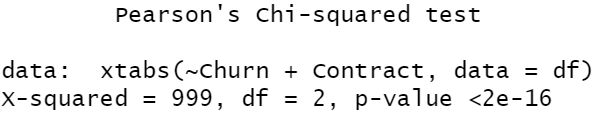 Pearson's Chi-squared test
data: xtabs(~Churn + Contract, data = df)
X-squared = 999, df = 2, p-value <2e-16